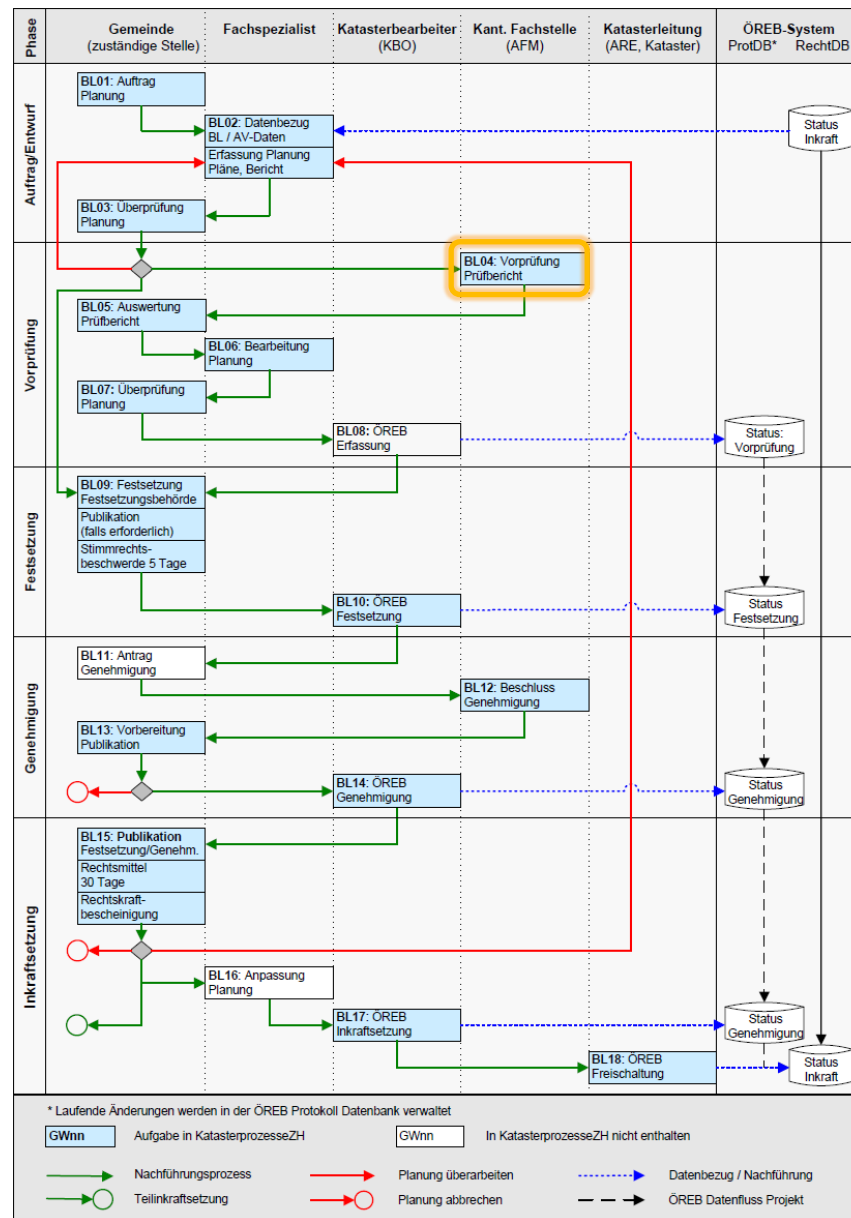 Phase
Gemeinde
(zuständige Stelle)
Fachspezialist
Katasterbearbeiter
(KBO)
Kant. Fachstelle
(AFM)
Katasterleitung
(ARE, Kataster)
ÖREB-System
ProtDB* RechtDB
Auftrag/Entwurf
BL01: Auftrag
Planung
BL02: Datenbezug
BL / AV-Daten
Erfassung Planung
Pläne, Bericht
Status
Inkraft
BL03: Überprüfung
Planung
Vorprüfung
BL04: Vorprüfung
Prüfbericht
BL05: Auswertung
Prüfbericht
BL06: Bearbeitung
Planung
BL07: Überprüfung
Planung
BL08: ÖREB
Erfassung
Status:
Vorprüfung
Festsetzung
BL09: Festsetzung
Festsetzungsbehörde
Publikation
(falls erforderlich)
Stimmrechts-
beschwerde 5 Tage
BL10: ÖREB
Festsetzung
Status
Festsetzung
Genehmigung
BL11: Antrag
Genehmigung
BL12: Beschluss
Genehmigung
BL13: Vorbereitung
Publikation
BL14: ÖREB
Genehmigung
Status
Genehmigung
Inkraftsetzung
BL15: Publikation
Festsetzung/Genehm.
Rechtsmittel
30 Tage
Rechtskraft-
bescheinigung
BL16: Anpassung
Planung
BL17: ÖREB
Inkraftsetzung
Status
Genehmigung
BL18: ÖREB
Freischaltung
Status
Inkraft
* Laufende Änderungen werden in der ÖREB Protokoll Datenbank verwaltet
GWnn Aufgabe in KatasterprozesseZH GWnn In KatasterprozesseZH nicht enthalten
Nachführungsprozess Planung überarbeiten Datenbezug / Nachführung
Teilinkraftsetzung Planung abbrechen ÖREB Datenfluss Projekt